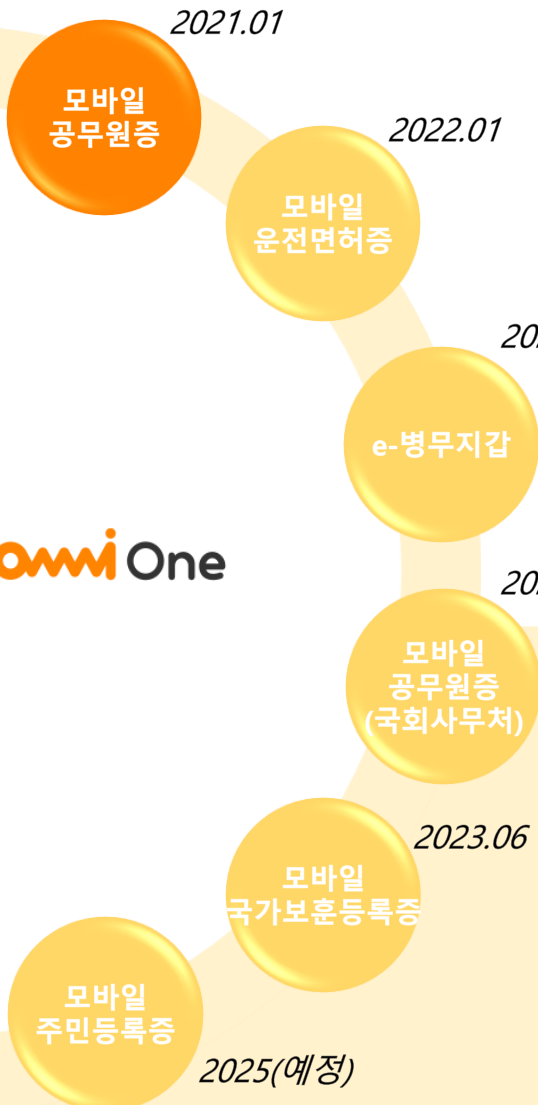 2021.01
모바일
공무원증
2022.01
모바일
운전면허증
e-병무지갑
omni One
모바일
공무원증
(국회사무처)
2023.06
모바일
국가보훈등록증
모바일
주민등록증
2025(예정)